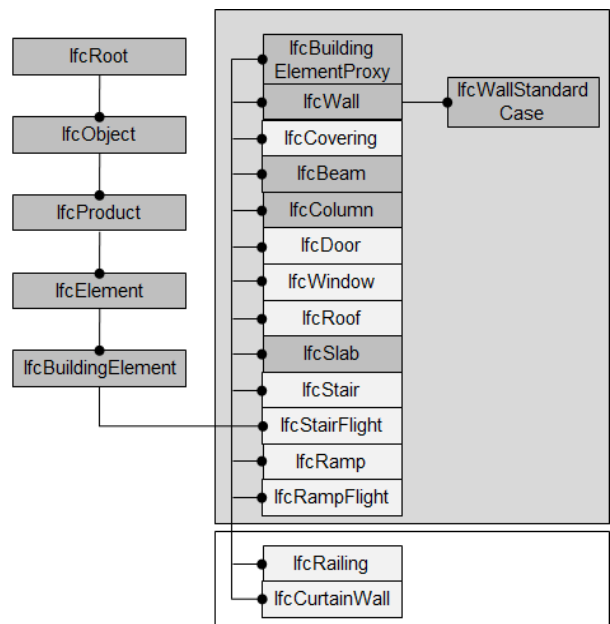 IfcRoot
IfcObject
IfcProduct
IfcElement
IfcBuildingElement
IfcBuilding
ElementProxy
IfcWall
IfcCovering
IfcBeam
IfcColumn
IfcDoor
IfcWindow
IfcRoof
IfcSlab
IfcStair
IfcStairFlight
IfcRamp
IfcRampFlight
IfcRailing
IfcCurtainWall
IfcWallStandard
Case